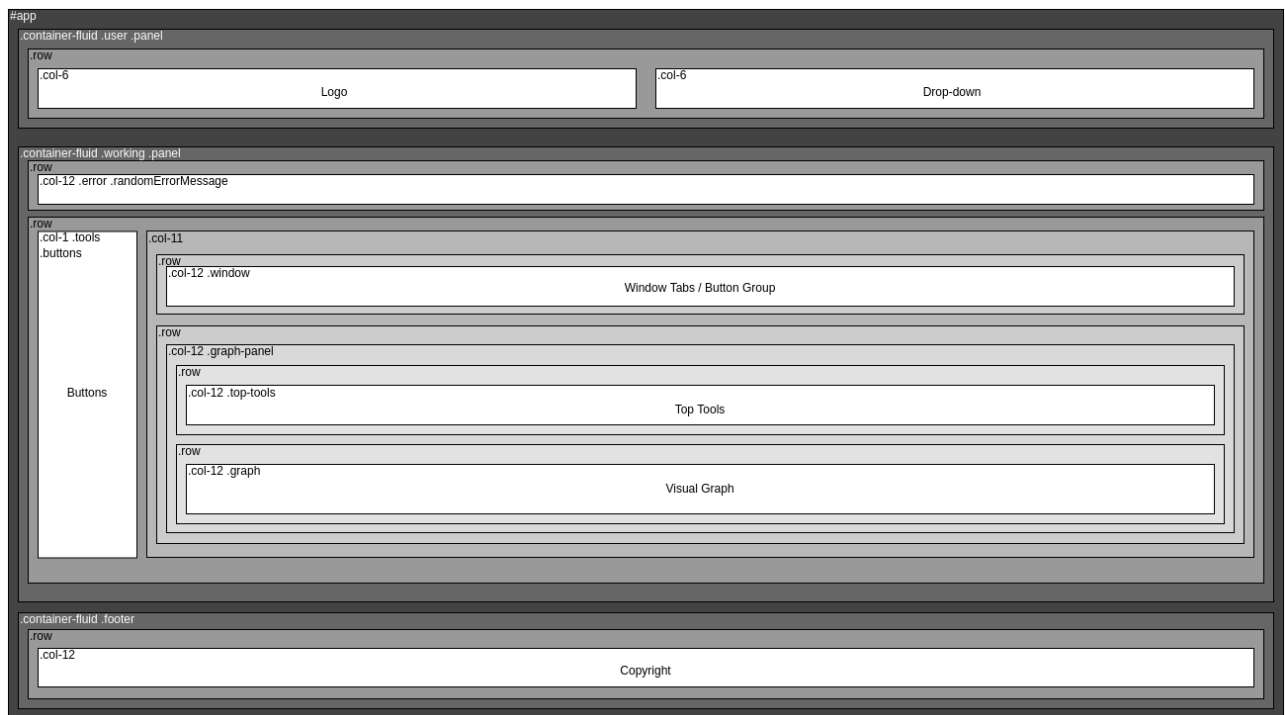 #app
.container-fluid .user .panel
.row
.col-6
Logo
.col-6
Drop-down
.container-fluid .working .panel
.row
.col-12 .error .randomErrorMessage
.row
.col-1 .tools
.buttons
Buttons
.col-11
.row
.col-12 .window
Window Tabs / Button Group
.row
.col-12 .graph-panel
.row
.col-12 .top-tools
Top Tools
.row
.col-12 .graph
Visual Graph
.container-fluid .footer
.row
.col-12
Copyright